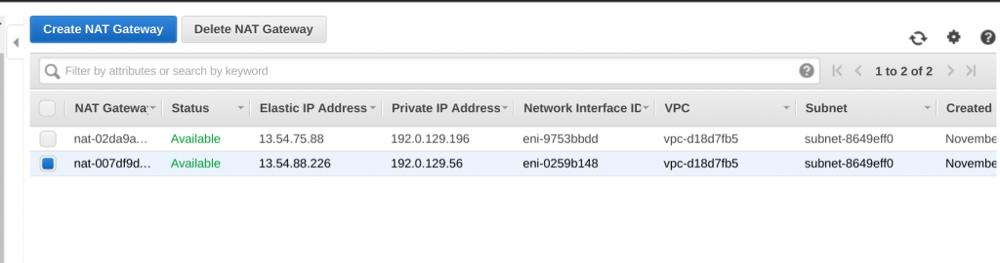 Create NAT Gateway Delete NAT Gateway
Filter by attributes or search by keyword
1 to 2 of 2
NAT Gateway Status Elastic IP Address Private IP Address Network Interface ID VPC Subnet Created
nat-02da9a... Available 13.54.75.88 192.0.129.196 eni-9753bbdd vpc-d18d7fb5 subnet-8649eff0 Novembe
nat-007df9d... Available 13.54.88.226 192.0.129.56 eni-0259b148 vpc-d18d7fb5 subnet-8649eff0 Novembe